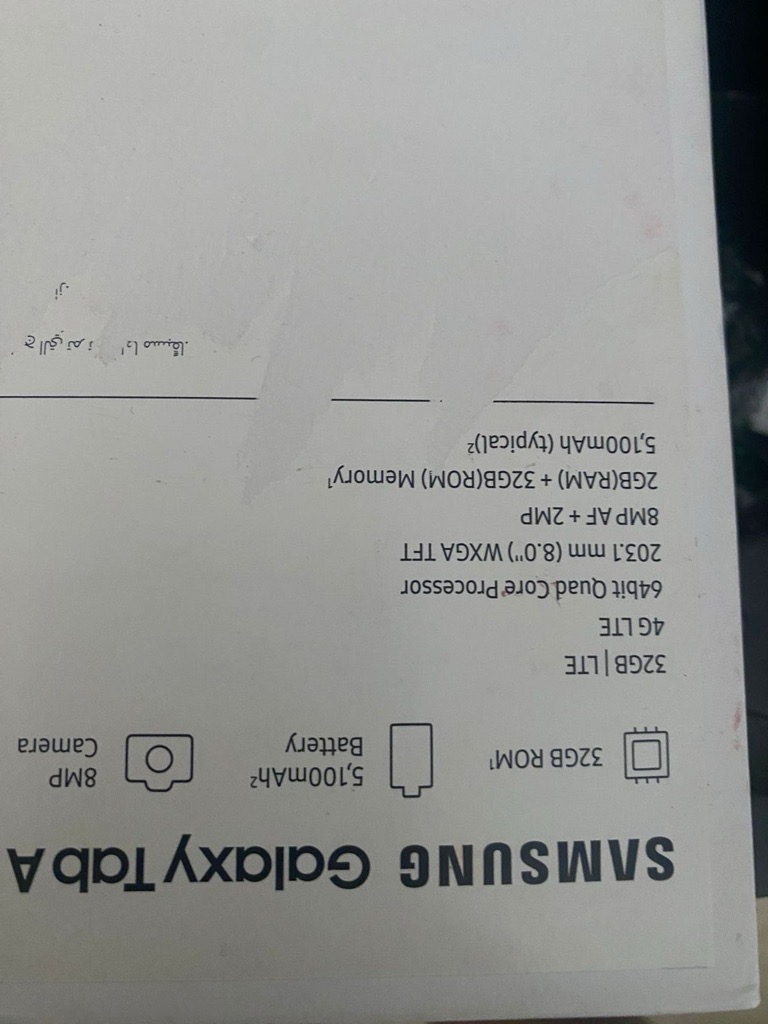 SAMSUNG Galaxy Tab A
32GB ROM¹
5,100mAh²
Battery
8MP
Camera
32GB | LTE
4G LTE
64bit Quad Core Processor
203.1 mm (8.0") WXGA TFT
8MP AF + 2MP
2GB(RAM) + 32GB(ROM) Memory¹
5,100mAh (typical)²